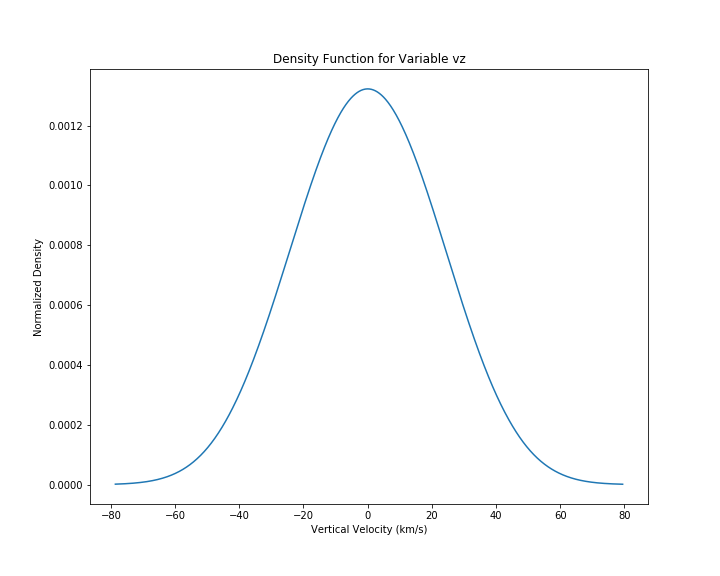 Density Function for Variable vz
0.0012
0.0010
0.0008
0.0006
0.0004
0.0002
0.0000
Normalized Density
−80 −60 −40 −20 0 20 40 60 80
Vertical Velocity (km/s)